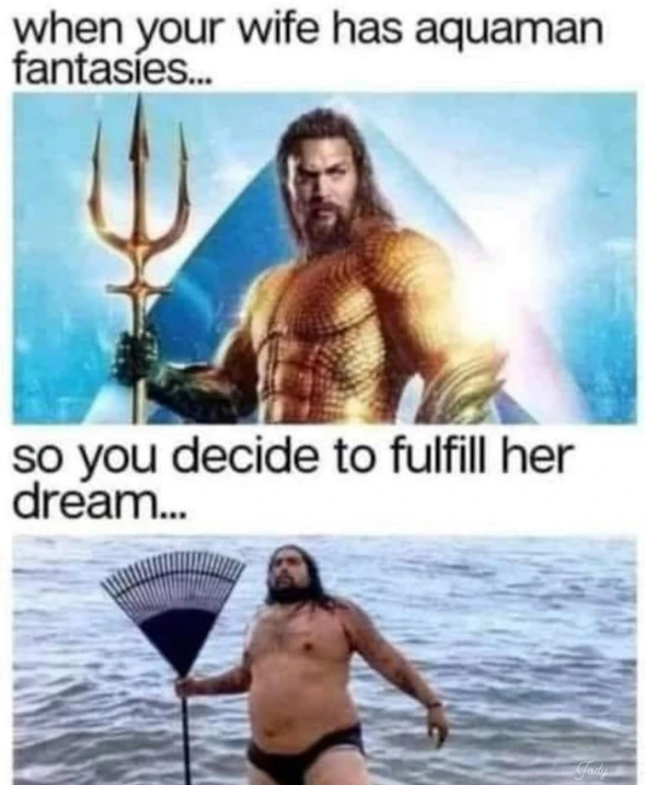 when your wife has aquaman
fantasies...
so you decide to fulfill her
dream...